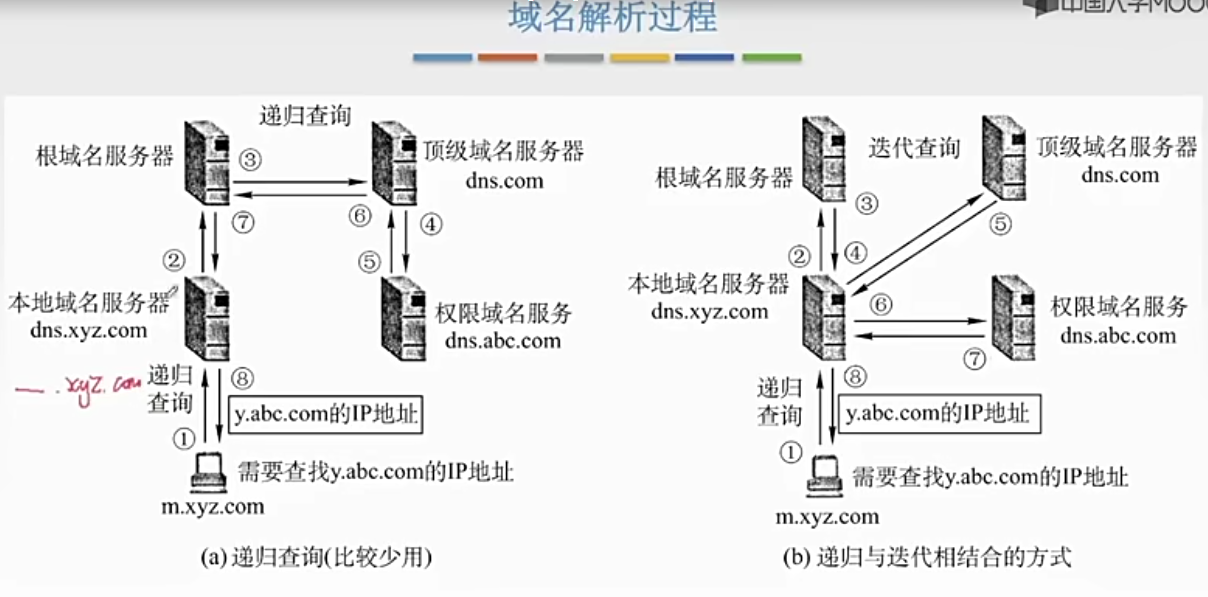 域名解析过程
中国大学MOO
递归查询
根域名服务器
③
顶级域名服务器
dns.com
⑦
⑥
④
②
⑤
本地域名服务器
dns.xyz.com
权限域名服务
dns.abc.com
.xyz.com
递归
查询
⑧
y.abc.com的IP地址
①
需要查找y.abc.com的IP地址
m.xyz.com
(a) 递归查询(比较少用)
迭代查询
根域名服务器
顶级域名服务器
dns.com
③
⑤
②
④
本地域名服务器
dns.xyz.com
⑥
权限域名服务
dns.abc.com
⑦
递归
查询
⑧
y.abc.com的IP地址
①
需要查找y.abc.com的IP地址
m.xyz.com
(b) 递归与迭代相结合的方式